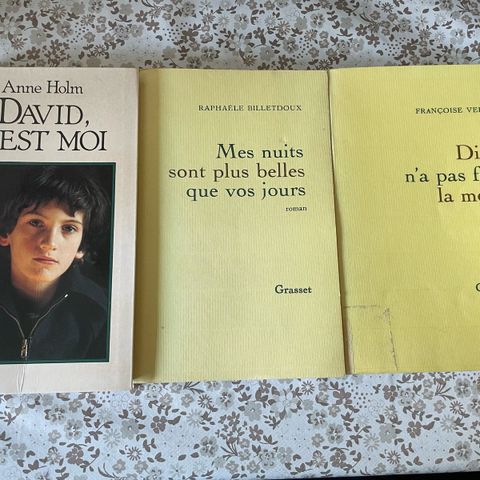 Anne Holm
DAVID,
EST MOI
RAPHAËLE BILLETDOUX
Mes nuits
sont plus belles
que vos jours
roman
Grasset
FRANÇOISE VER
Di
n'a pas f
la m